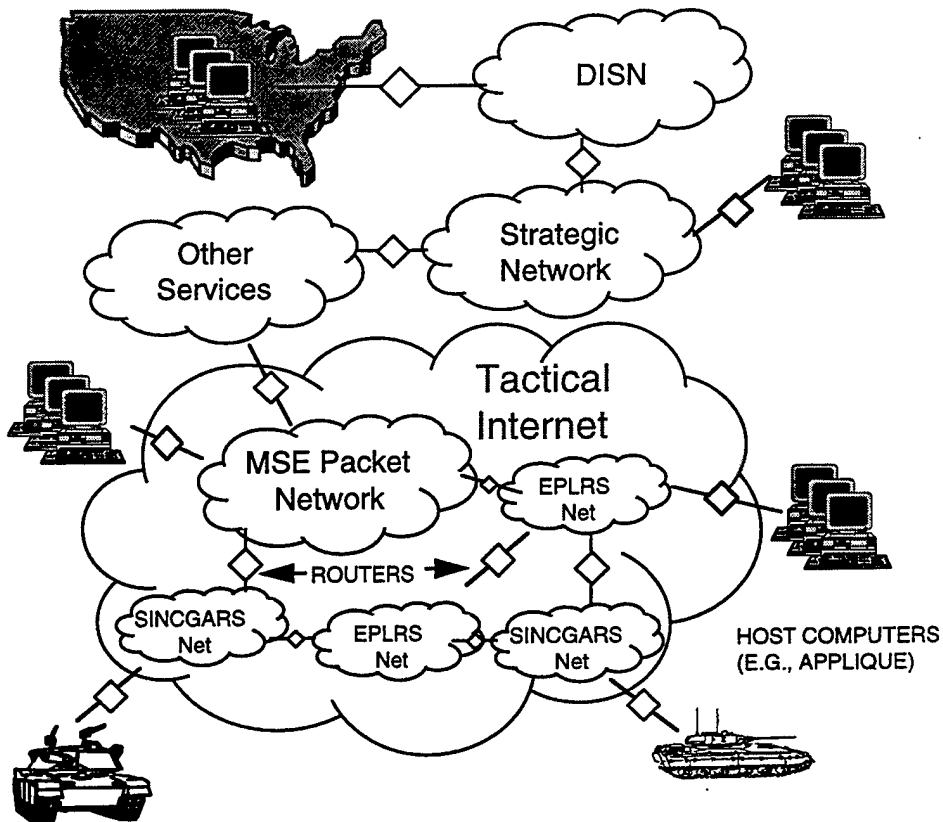 DISN
Strategic
Network
Other
Services
Tactical
Internet
MSE Packet
Network
EPLRS
Net
ROUTERS
SINCGARS
Net
EPLRS
Net
SINCGARS
Net
HOST COMPUTERS
(E.G., APPLIQUE)